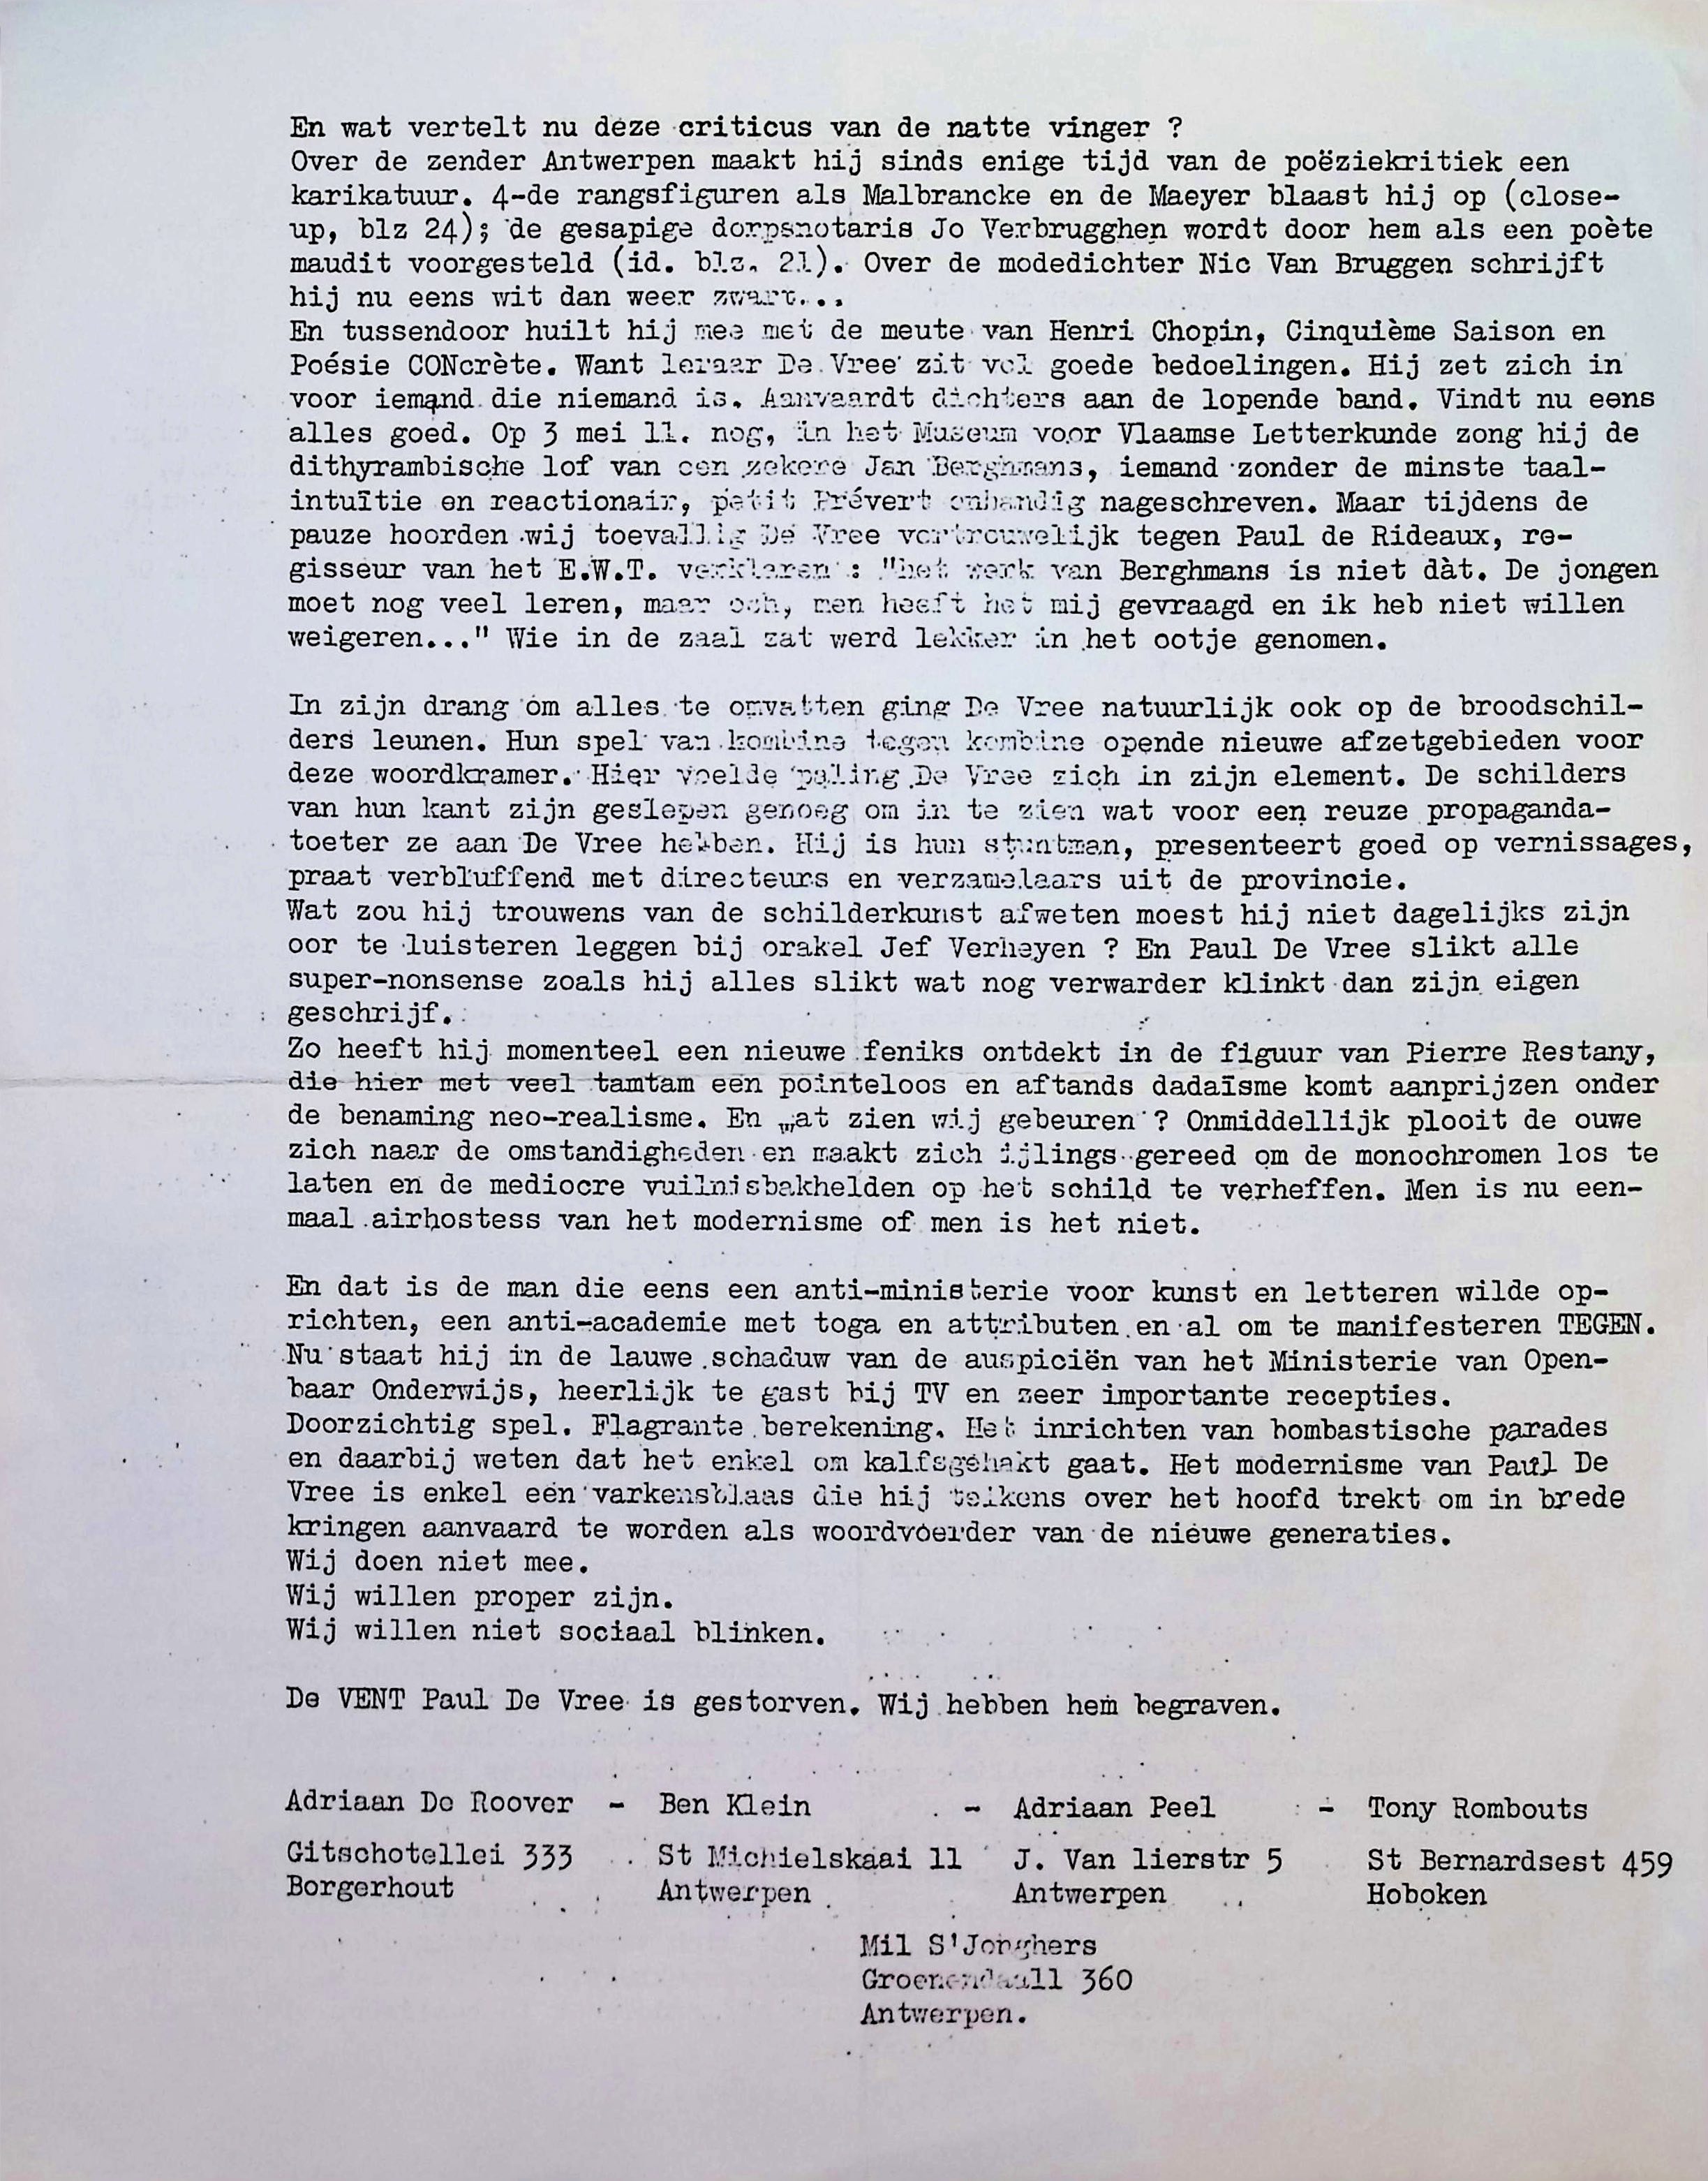 En wat vertelt nu deze criticus van de natte vinger ?
Over de zender Antwerpen maakt hij sinds enige tijd van de poëziekritiek een
karikatuur. 4-de rangsfiguren als Malbrancke en de Maeyer blaast hij op (close-
up, blz 24); de gesapige dorpsnotaris Jo Verbrugghen wordt door hem als een poète
maudit voorgesteld (id. blz. 21). Over de modedichter Nic Van Bruggen schrijft
hij nu eens wit dan weer zwart...
En tussendoor huilt hij mee met de meute van Henri Chopin, Cinquième Saison en
Poésie CONcrète. Want leraar De Vree zit vol goede bedoelingen. Hij zet zich in
voor iemand die niemand is. Aanvaardt dichters aan de lopende band. Vindt nu eens
alles goed. Op 3 mei ll. nog, in het Museum voor Vlaamse Letterkunde zong hij de
dithyrambische lof van een zekere Jan Berghmans, iemand zonder de minste taal-
intuïtie en reactionair, petit Prévert onhandig nageschreven. Maar tijdens de
pauze hoorden wij toevallig De Vree vertrouwelijk tegen Paul de Rideaux, re-
gisseur van het E.W.T. verklaren : "het werk van Berghmans is niet dàt. De jongen
moet nog veel leren, maar och, men heeft het mij gevraagd en ik heb niet willen
weigeren..." Wie in de zaal zat werd lekker in het ootje genomen.

In zijn drang om alles te omvatten ging De Vree natuurlijk ook op de broodschil-
ders leunen. Hun spel van kombine tegen kombine opende nieuwe afzetgebieden voor
deze woordkramer. Hier voelde paling De Vree zich in zijn element. De schilders
van hun kant zijn geslepen genoeg om in te zien wat voor een reuze propaganda-
toeter ze aan De Vree hebben. Hij is hun stuntman, presenteert goed op vernissages,
praat verbluffend met directeurs en verzamelaars uit de provincie.
Wat zou hij trouwens van de schilderkunst afweten moest hij niet dagelijks zijn
oor te luisteren leggen bij orakel Jef Verheyen ? En Paul De Vree slikt alle
super-nonsense zoals hij alles slikt wat nog verwarder klinkt dan zijn eigen
geschrijf.
Zo heeft hij momenteel een nieuwe feniks ontdekt in de figuur van Pierre Restany,
die hier met veel tamtam een pointeloos en aftands dadaïsme komt aanprijzen onder
de benaming neo-realisme. En wat zien wij gebeuren ? Onmiddellijk plooit de ouwe
zich naar de omstandigheden en maakt zich ijlings gereed om de monochromen los te
laten en de mediocre vuilnisbakhelden op het schild te verheffen. Men is nu een-
maal airhostess van het modernisme of men is het niet.

En dat is de man die eens een anti-ministerie voor kunst en letteren wilde op-
richten, een anti-academie met toga en attributen en al om te manifesteren TEGEN.
Nu staat hij in de lauwe schaduw van de auspiciën van het Ministerie van Open-
baar Onderwijs, heerlijk te gast bij TV en zeer importante recepties.
Doorzichtig spel. Flagrante berekening. Het inrichten van bombastische parades
en daarbij weten dat het enkel om kalfsgehakt gaat. Het modernisme van Paul De
Vree is enkel een varkensblaas die hij telkens over het hoofd trekt om in brede
kringen aanvaard te worden als woordvoerder van de nieuwe generaties.
Wij doen niet mee.
Wij willen proper zijn.
Wij willen niet sociaal blinken.

De VENT Paul De Vree is gestorven. Wij hebben hem begraven.

Adriaan De Roover - Ben Klein - Adriaan Peel - Tony Rombouts
Gitschotellei 333 St Michielskaai 11 J. Van lierstr 5 St Bernardsest 459
Borgerhout Antwerpen Antwerpen Hoboken
Mil S'Jonghers
Groenendaall 360
Antwerpen.